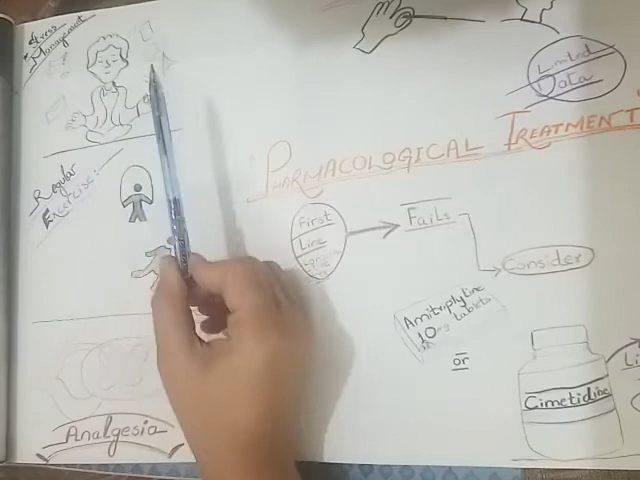 Stress
Management
Regular
Exercise:-
Analgesia
Limited
Data
PHARMACOLOGICAL TREATMENT
First
Line
Fails
Consider
Amitriptyline
10mg tablets
or
Cimetidine